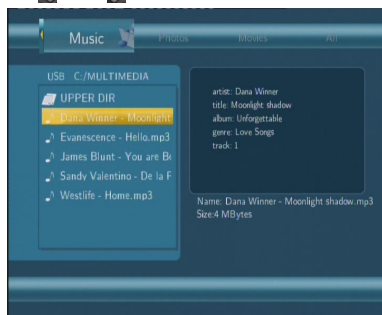 Music Photos Movies All
USB C:/MULTIMEDIA
UPPER DIR
Dana Winner - Moonlight
Evanescence - Hello.mp3
James Blunt - You are Be
Sandy Valentino - De la F
Westlife - Home.mp3
artist: Dana Winner
title: Moonlight shadow
album: Unforgettable
genre: Love Songs
track: 1
Name: Dana Winner - Moonlight shadow.mp3
Size:4 MBytes